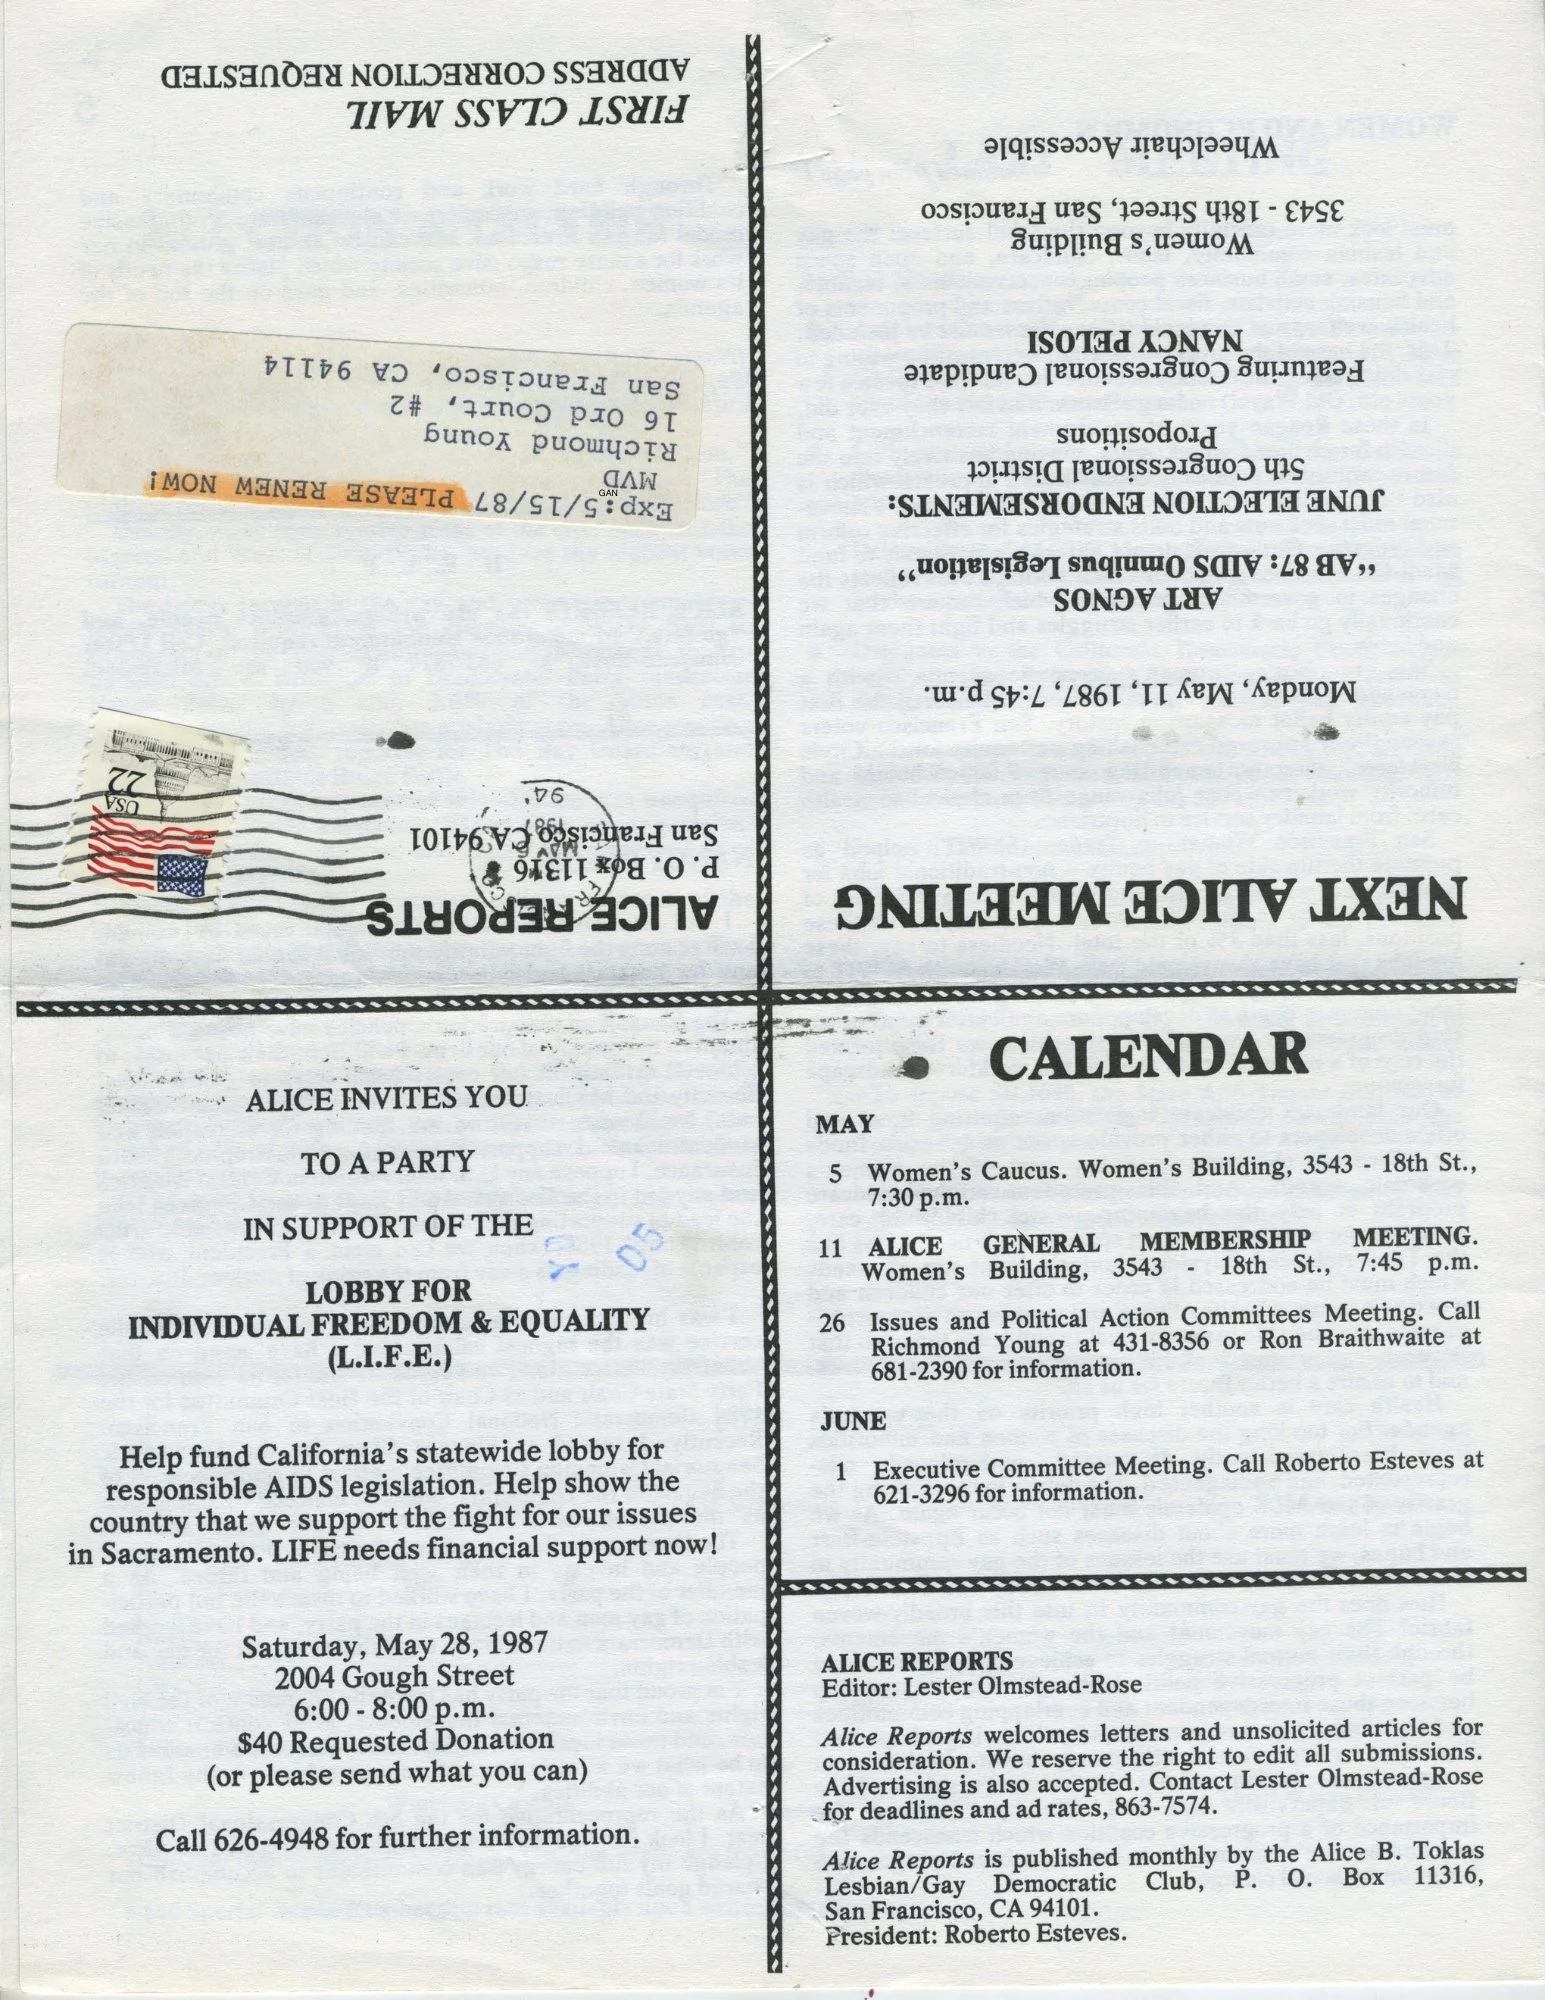 ALICE REPORTS
P. O. Box 11316
San Francisco, CA 94101
MAY 5
1987
94'
USA
22
Exp:5/15/87 PLEASE RENEW NOW!
GAN
MVD
Richmond Young
16 Ord Court, #2
San Francisco, CA 94114
FIRST CLASS MAIL
ADDRESS CORRECTION REQUESTED
NEXT ALICE MEETING
Monday, May 11, 1987, 7:45 p.m.
ART AGNOS
"AB 87: AIDS Omnibus Legislation"
JUNE ELECTION ENDORSEMENTS:
5th Congressional District
Propositions
Featuring Congressional Candidate
NANCY PELOSI
Women's Building
3543 - 18th Street, San Francisco
Wheelchair Accessible
ALICE INVITES YOU
TO A PARTY
IN SUPPORT OF THE
05
LOBBY FOR
INDIVIDUAL FREEDOM & EQUALITY
(L.I.F.E.)
Help fund California's statewide lobby for
responsible AIDS legislation. Help show the
country that we support the fight for our issues
in Sacramento. LIFE needs financial support now!
Saturday, May 28, 1987
2004 Gough Street
6:00 - 8:00 p.m.
$40 Requested Donation
(or please send what you can)
Call 626-4948 for further information.
CALENDAR
MAY
5 Women's Caucus. Women's Building, 3543 - 18th St.,
7:30 p.m.
11 ALICE GENERAL MEMBERSHIP MEETING.
Women's Building, 3543 - 18th St., 7:45 p.m.
26 Issues and Political Action Committees Meeting. Call
Richmond Young at 431-8356 or Ron Braithwaite at
681-2390 for information.
JUNE
1 Executive Committee Meeting. Call Roberto Esteves at
621-3296 for information.
ALICE REPORTS
Editor: Lester Olmstead-Rose
Alice Reports welcomes letters and unsolicited articles for
consideration. We reserve the right to edit all submissions.
Advertising is also accepted. Contact Lester Olmstead-Rose
for deadlines and ad rates, 863-7574.
Alice Reports is published monthly by the Alice B. Toklas
Lesbian/Gay Democratic Club, P. O. Box 11316,
San Francisco, CA 94101.
President: Roberto Esteves.